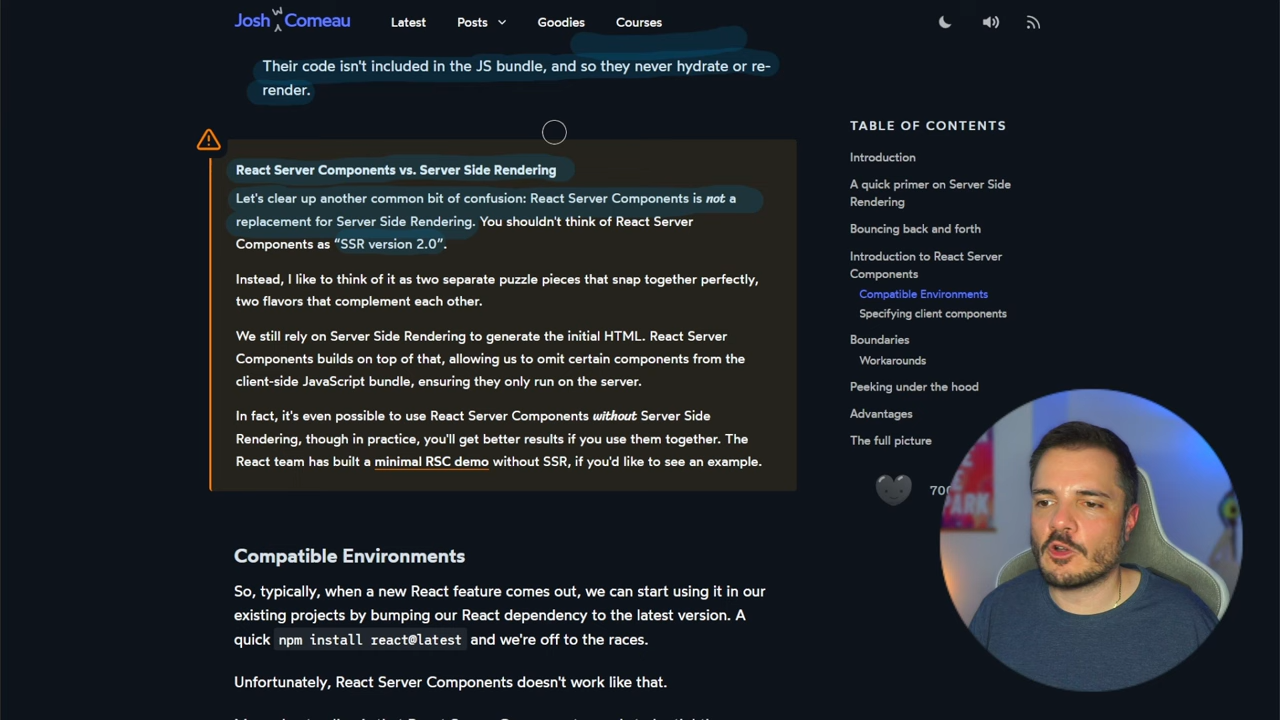 Josh W Comeau
Latest
Posts
Goodies
Courses
Their code isn't included in the JS bundle, and so they never hydrate or re-
render.
React Server Components vs. Server Side Rendering
Let's clear up another common bit of confusion: React Server Components is not a
replacement for Server Side Rendering. You shouldn't think of React Server
Components as “SSR version 2.0”.
Instead, I like to think of it as two separate puzzle pieces that snap together perfectly,
two flavors that complement each other.
We still rely on Server Side Rendering to generate the initial HTML. React Server
Components builds on top of that, allowing us to omit certain components from the
client-side JavaScript bundle, ensuring they only run on the server.
In fact, it's even possible to use React Server Components without Server Side
Rendering, though in practice, you'll get better results if you use them together. The
React team has built a minimal RSC demo without SSR, if you'd like to see an example.
Compatible Environments
So, typically, when a new React feature comes out, we can start using it in our
existing projects by bumping our React dependency to the latest version. A
quick npm install react@latest and we're off to the races.
Unfortunately, React Server Components doesn't work like that.
TABLE OF CONTENTS
Introduction
A quick primer on Server Side
Rendering
Bouncing back and forth
Introduction to React Server
Components
Compatible Environments
Specifying client components
Boundaries
Workarounds
Peeking under the hood
Advantages
The full picture
PARK